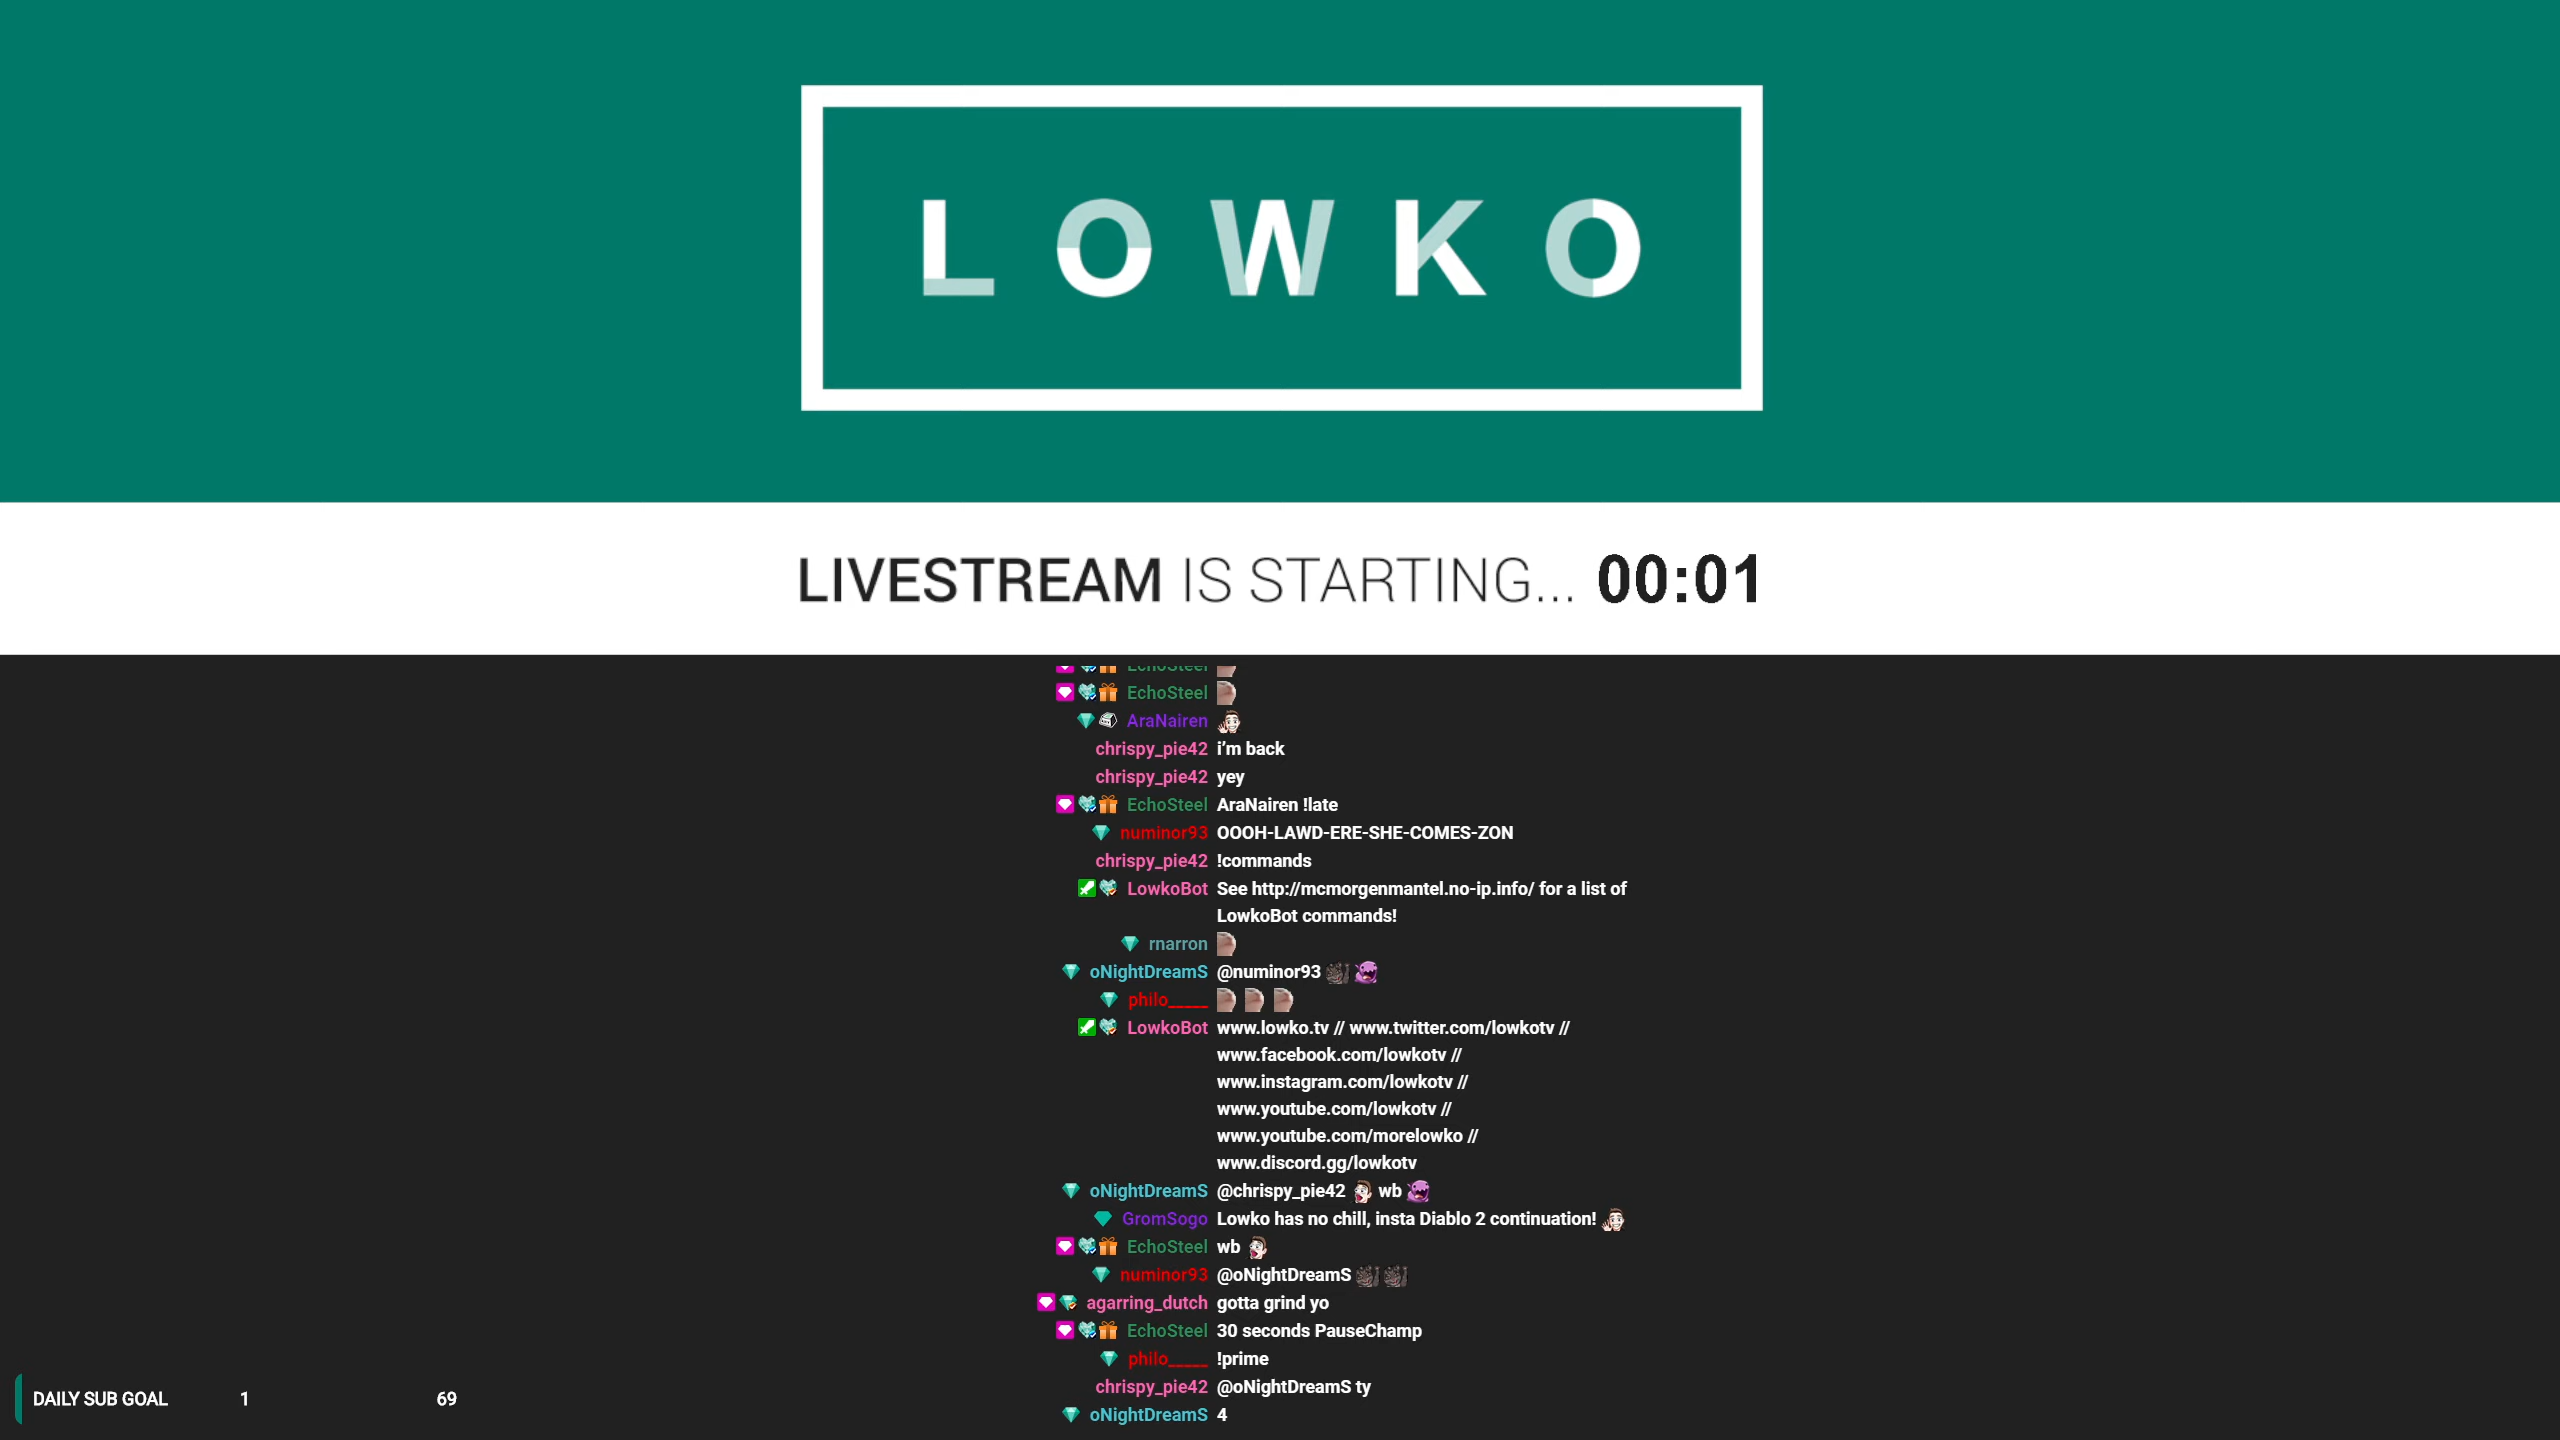 LOWKO
LIVESTREAM IS STARTING... 00:01
EchoSteel
EchoSteel
AraNairen
chrispy_pie42 i'm back
chrispy_pie42 yey
EchoSteel AraNairen !late
numinor93 OOOH-LAWD-ERE-SHE-COMES-ZON
chrispy_pie42 !commands
LowkoBot See http://mcmorgenmantel.no-ip.info/ for a list of
LowkoBot commands!
rnarron
oNightDreamS @numinor93
philo_____
LowkoBot www.lowko.tv // www.twitter.com/lowkotv //
www.facebook.com/lowkotv //
www.instagram.com/lowkotv //
www.youtube.com/lowkotv //
www.youtube.com/morelowko //
www.discord.gg/lowkotv
oNightDreamS @chrispy_pie42 wb
GromSogo Lowko has no chill, insta Diablo 2 continuation!
EchoSteel wb
numinor93 @oNightDreamS
agarring_dutch gotta grind yo
EchoSteel 30 seconds PauseChamp
philo_____ !prime
chrispy_pie42 @oNightDreamS ty
oNightDreamS 4
DAILY SUB GOAL 1 69